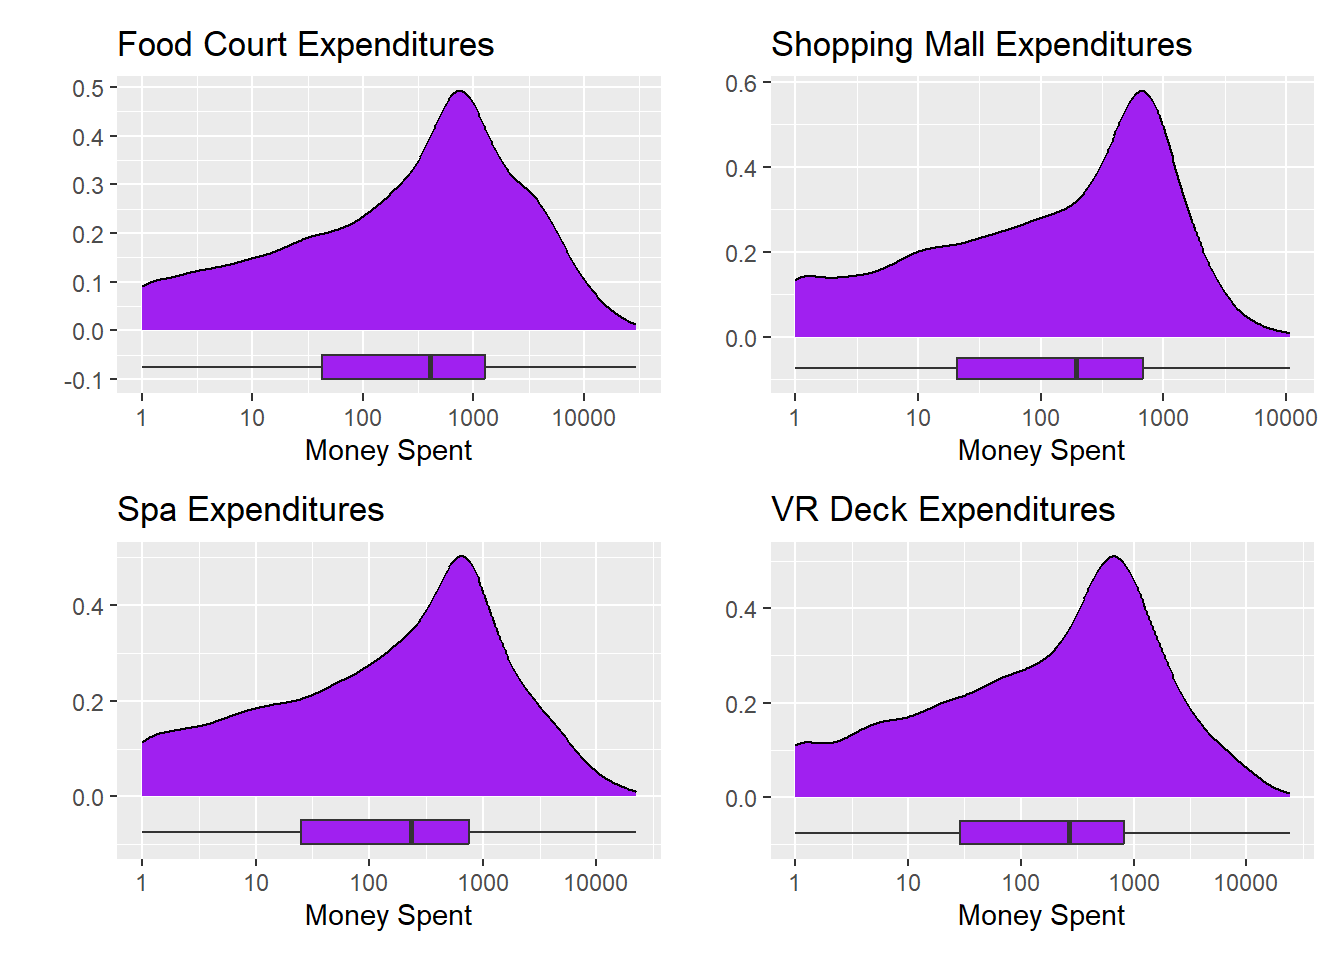 Food Court Expenditures
0.5
0.4
0.3
0.2
0.1
0.0
-0.1
1 10 100 1000 10000
Money Spent
Shopping Mall Expenditures
0.6
0.4
0.2
0.0
1 10 100 1000 10000
Money Spent
Spa Expenditures
0.4
0.2
0.0
1 10 100 1000 10000
Money Spent
VR Deck Expenditures
0.4
0.2
0.0
1 10 100 1000 10000
Money Spent